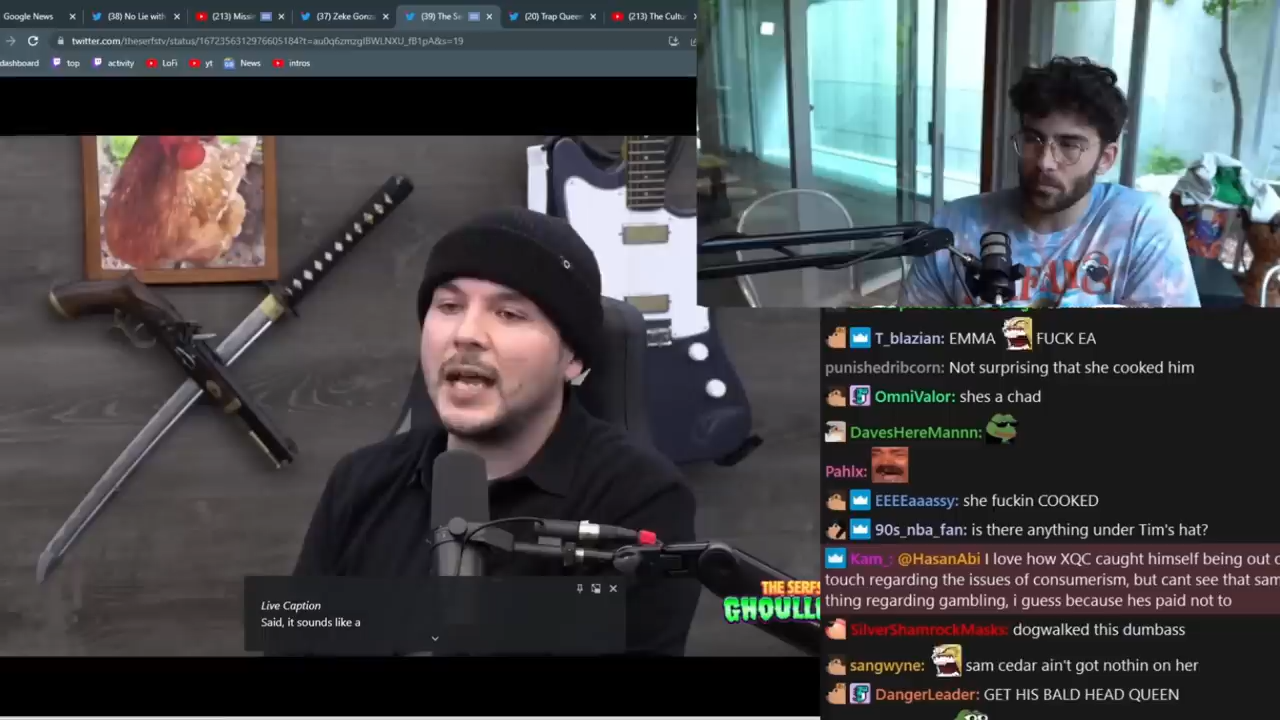 Google News
(38) No Lie with
(213) Missi
(37) Zeke Gonz
(39) The Se
(20) Trap Queen
(213) The Cultu
twitter.com/theserfstv/status/1672356312976605184?t=au0q6zmzglBWLNXU_fB1pA&s=19
dashboard
top
activity
LoFi
yt
News
intros
T_blazian: EMMA FUCK EA
punishedribcorn: Not surprising that she cooked him
OmniValor: shes a chad
DavesHereMannn:
Pahlx:
EEEEaaassy: she fuckin COOKED
90s_nba_fan: is there anything under Tim's hat?
Kam_: @HasanAbi I love how XQC caught himself being out
touch regarding the issues of consumerism, but cant see that sam
thing regarding gambling, i guess because hes paid not to
SilverShamrockMasks: dogwalked this dumbass
sangwyne: sam cedar ain't got nothin on her
DangerLeader: GET HIS BALD HEAD QUEEN
Live Caption
Said, it sounds like a
THE SERFS
GHOULL